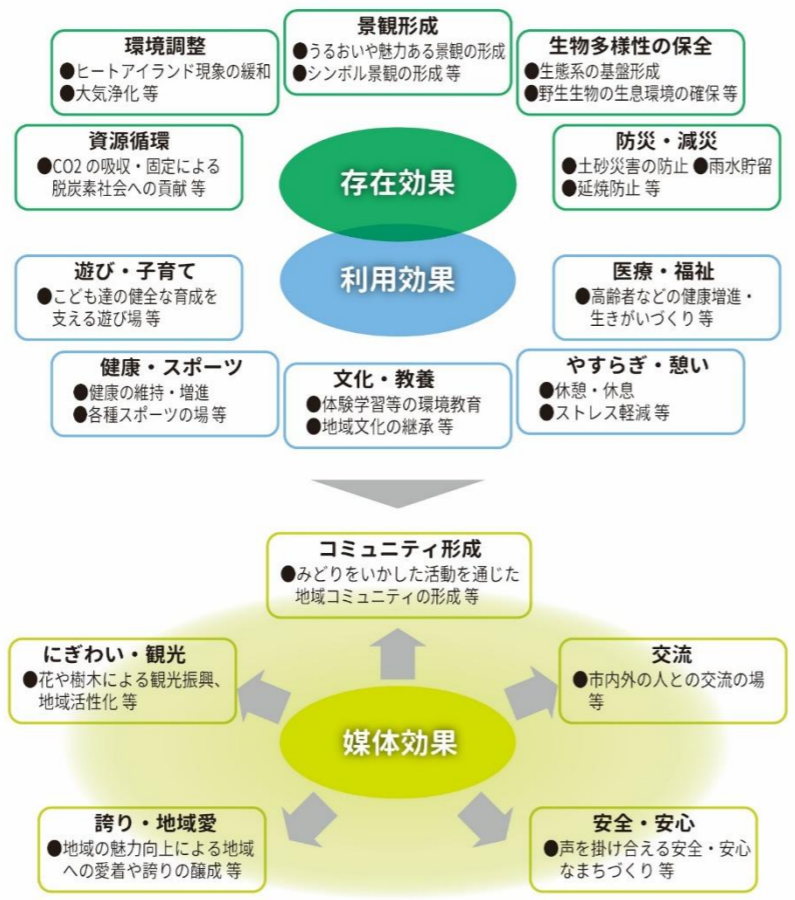 景観形成
●うるおいや魅力ある景観の形成
●シンボル景観の形成 等
環境調整
●ヒートアイランド現象の緩和
●大気浄化 等
生物多様性の保全
●生態系の基盤形成
●野生生物の生息環境の確保 等
資源循環
●CO2 の吸収・固定による
脱炭素社会への貢献 等
存在効果
防災・減災
●土砂災害の防止 ●雨水貯留
●延焼防止 等
遊び・子育て
●こども達の健全な育成を
支える遊び場 等
利用効果
医療・福祉
●高齢者などの健康増進・
生きがいづくり 等
健康・スポーツ
●健康の維持・増進
●各種スポーツの場 等
文化・教養
●体験学習等の環境教育
●地域文化の継承 等
やすらぎ・憩い
●休憩・休息
●ストレス軽減 等
コミュニティ形成
●みどりをいかした活動を通じた
地域コミュニティの形成 等
にぎわい・観光
●花や樹木による観光振興、
地域活性化 等
交流
●市内外の人との交流の場
等
媒体効果
誇り・地域愛
●地域の魅力向上による地域
への愛着や誇りの醸成 等
安全・安心
●声を掛け合える安全・安心
なまちづくり 等